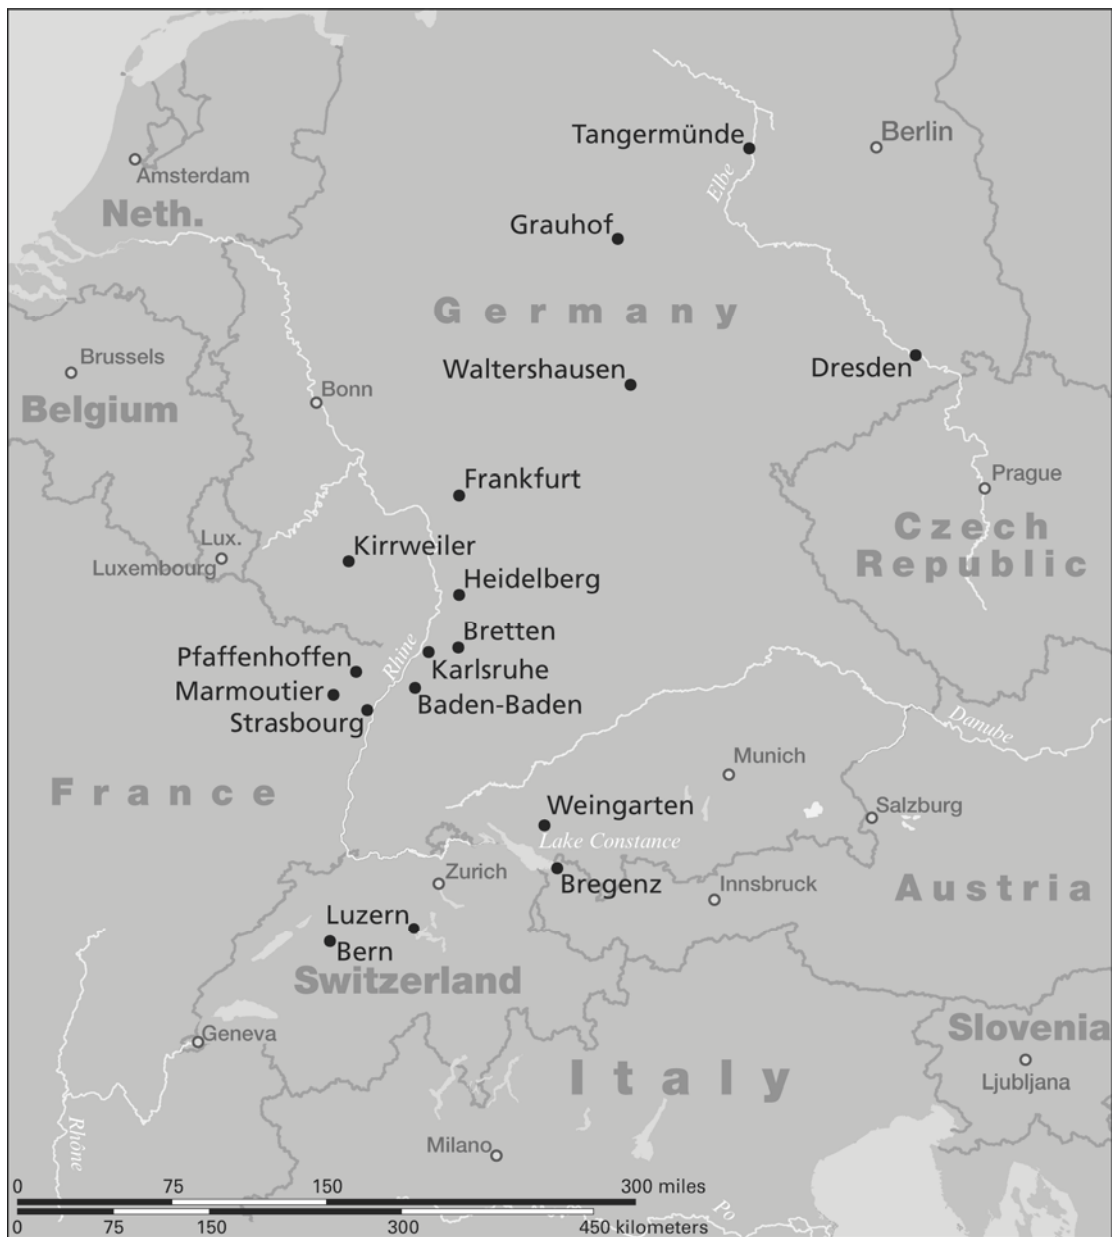 Tangermünde
Berlin
Elbe
Amsterdam
Neth.
Grauhof
Germany
Brussels
Waltershausen
Dresden
Bonn
Belgium
Frankfurt
Prague
Czech
Republic
Lux.
Luxembourg
Kirrweiler
Heidelberg
Bretten
Rhine
Pfaffenhoffen
Karlsruhe
Marmoutier
Baden-Baden
Strasbourg
Danube
Munich
France
Weingarten
Salzburg
Lake Constance
Zurich
Bregenz
Innsbruck
Austria
Luzern
Bern
Switzerland
Geneva
Slovenia
Italy
Ljubljana
Rhône
Milano
0 75 150 300 miles
0 75 150 300 450 kilometers
Po